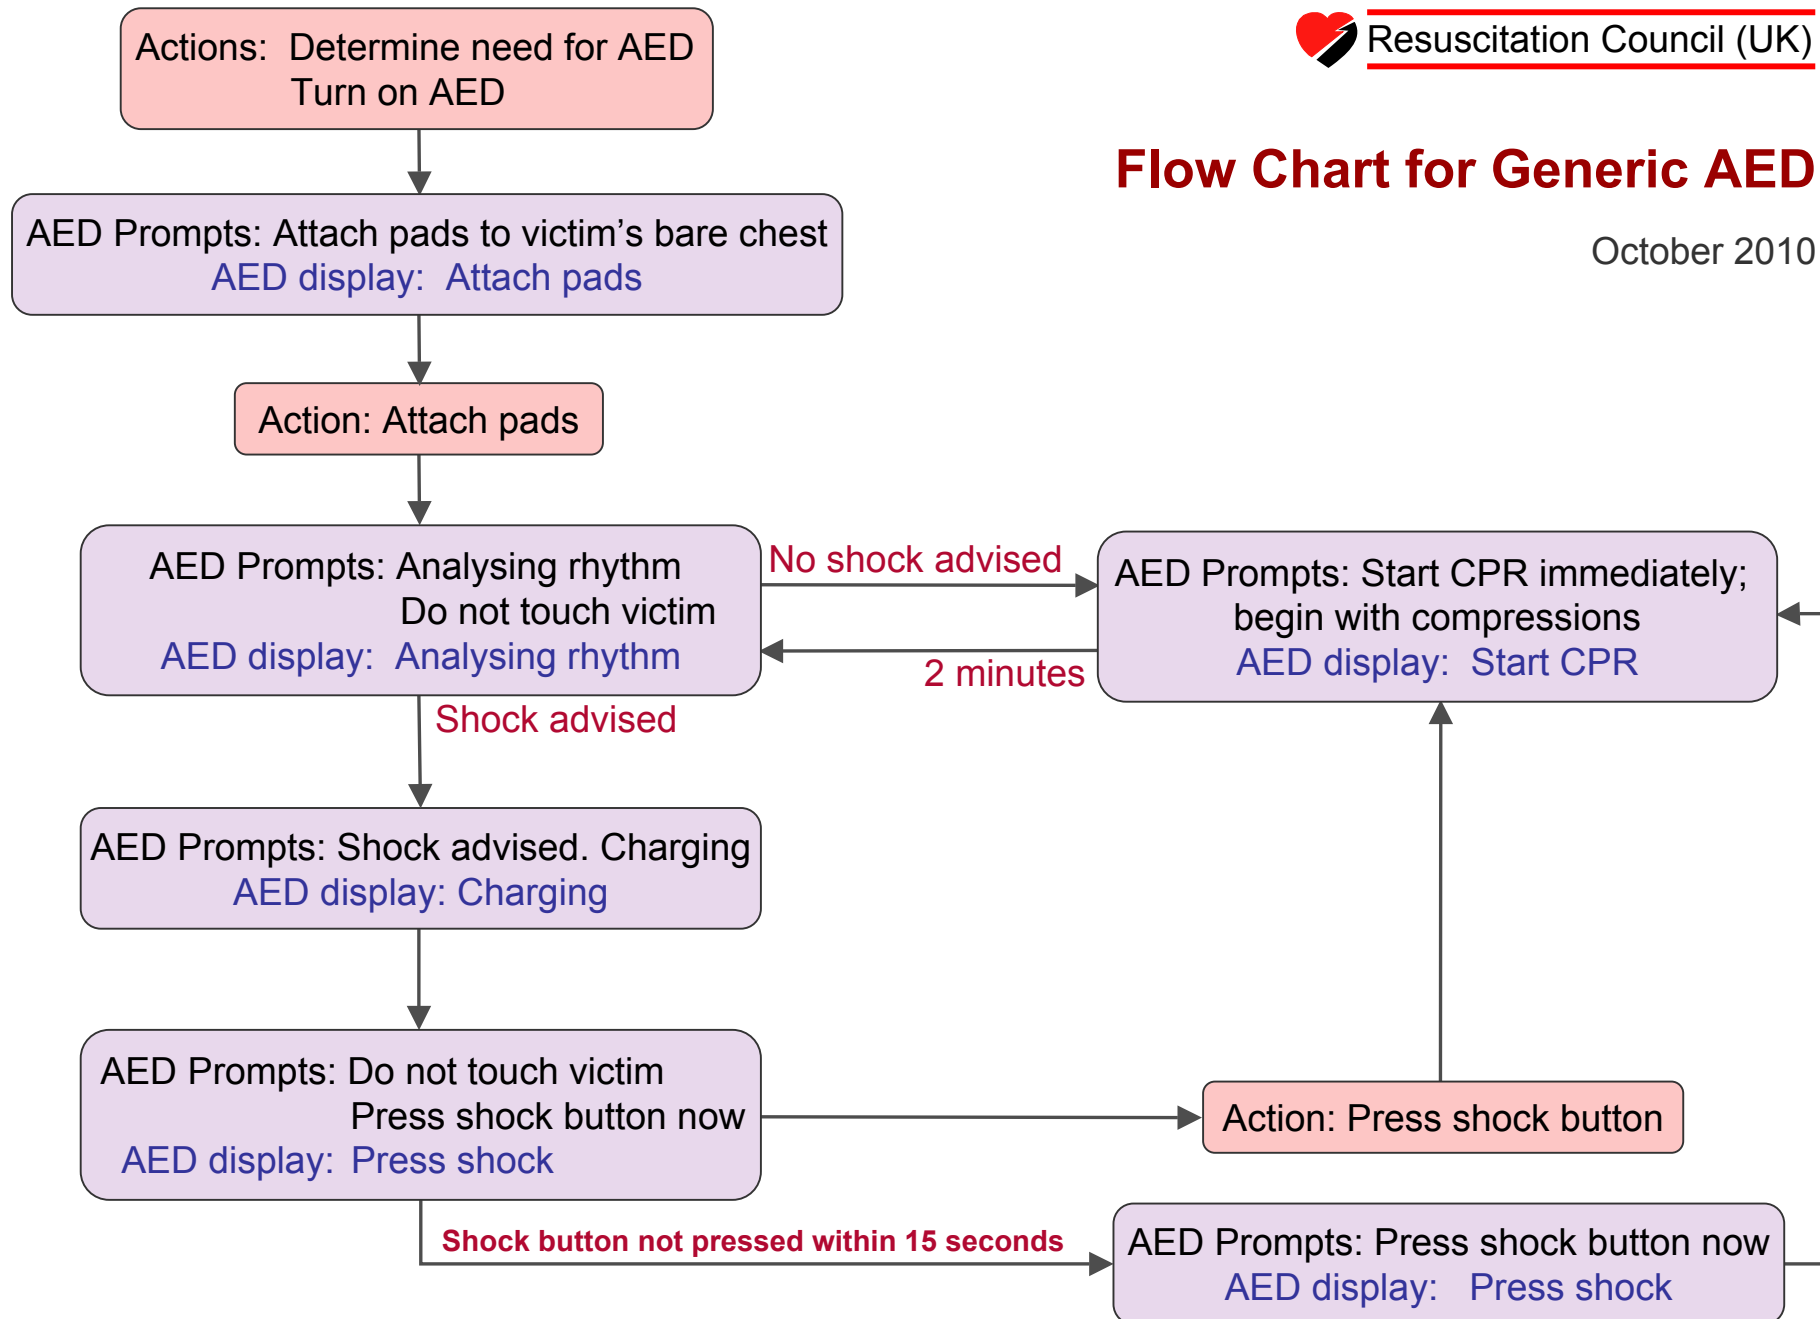 Resuscitation Council (UK)
Flow Chart for Generic AED
October 2010
Actions: Determine need for AED
Turn on AED
AED Prompts: Attach pads to victim’s bare chest
AED display: Attach pads
Action: Attach pads
AED Prompts: Analysing rhythm
Do not touch victim
AED display: Analysing rhythm
No shock advised
2 minutes
AED Prompts: Start CPR immediately;
begin with compressions
AED display: Start CPR
Shock advised
AED Prompts: Shock advised. Charging
AED display: Charging
AED Prompts: Do not touch victim
Press shock button now
AED display: Press shock
Action: Press shock button
Shock button not pressed within 15 seconds
AED Prompts: Press shock button now
AED display: Press shock